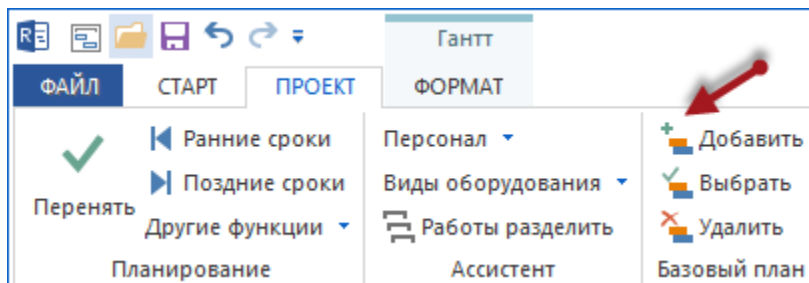 Гантт
ФАЙЛ СТАРТ ПРОЕКТ ФОРМАТ
Ранние сроки Персонал Добавить
Поздние сроки Виды оборудования Выбрать
Перенять
Другие функции Работы разделить Удалить
Планирование Ассистент Базовый план